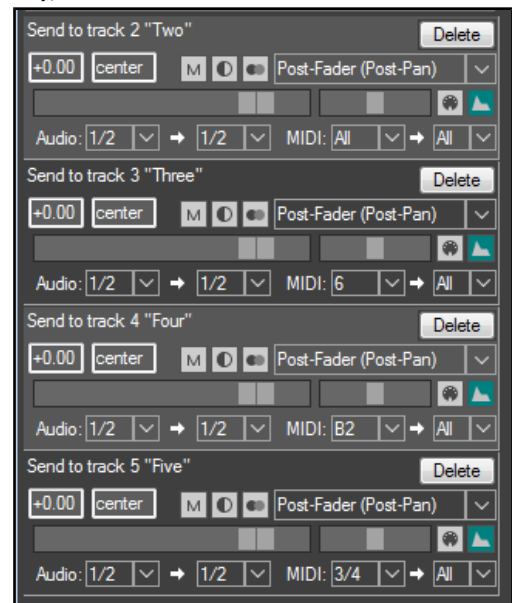 Send to track 2 "Two" Delete
+0.00 center M Post-Fader (Post-Pan)
Audio: 1/2 1/2 MIDI: All All
Send to track 3 "Three" Delete
+0.00 center M Post-Fader (Post-Pan)
Audio: 1/2 1/2 MIDI: 6 All
Send to track 4 "Four" Delete
+0.00 center M Post-Fader (Post-Pan)
Audio: 1/2 1/2 MIDI: B2 All
Send to track 5 "Five" Delete
+0.00 center M Post-Fader (Post-Pan)
Audio: 1/2 1/2 MIDI: 3/4 All